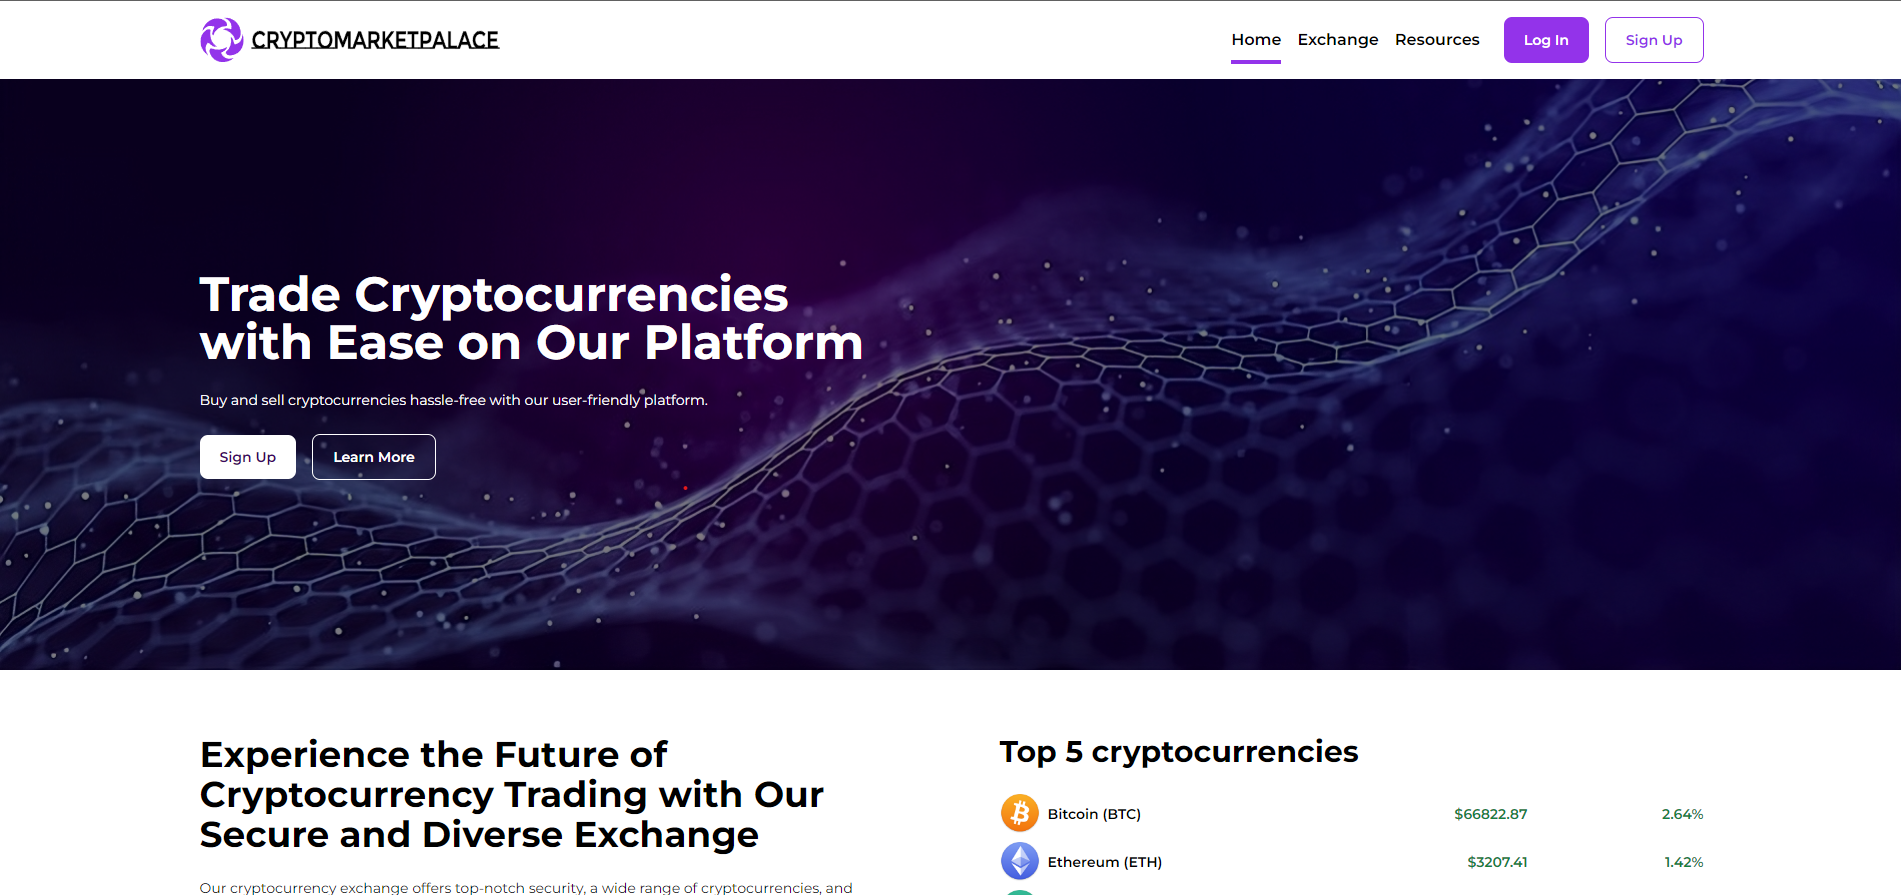 CRYPTOMARKETPALACE
Home Exchange Resources Log In Sign Up
Trade Cryptocurrencies
with Ease on Our Platform
Buy and sell cryptocurrencies hassle-free with our user-friendly platform.
Sign Up Learn More
Experience the Future of
Cryptocurrency Trading with Our
Secure and Diverse Exchange
Our cryptocurrency exchange offers top-notch security, a wide range of cryptocurrencies, and
Top 5 cryptocurrencies
Bitcoin (BTC) $66822.87 2.64%
Ethereum (ETH) $3207.41 1.42%